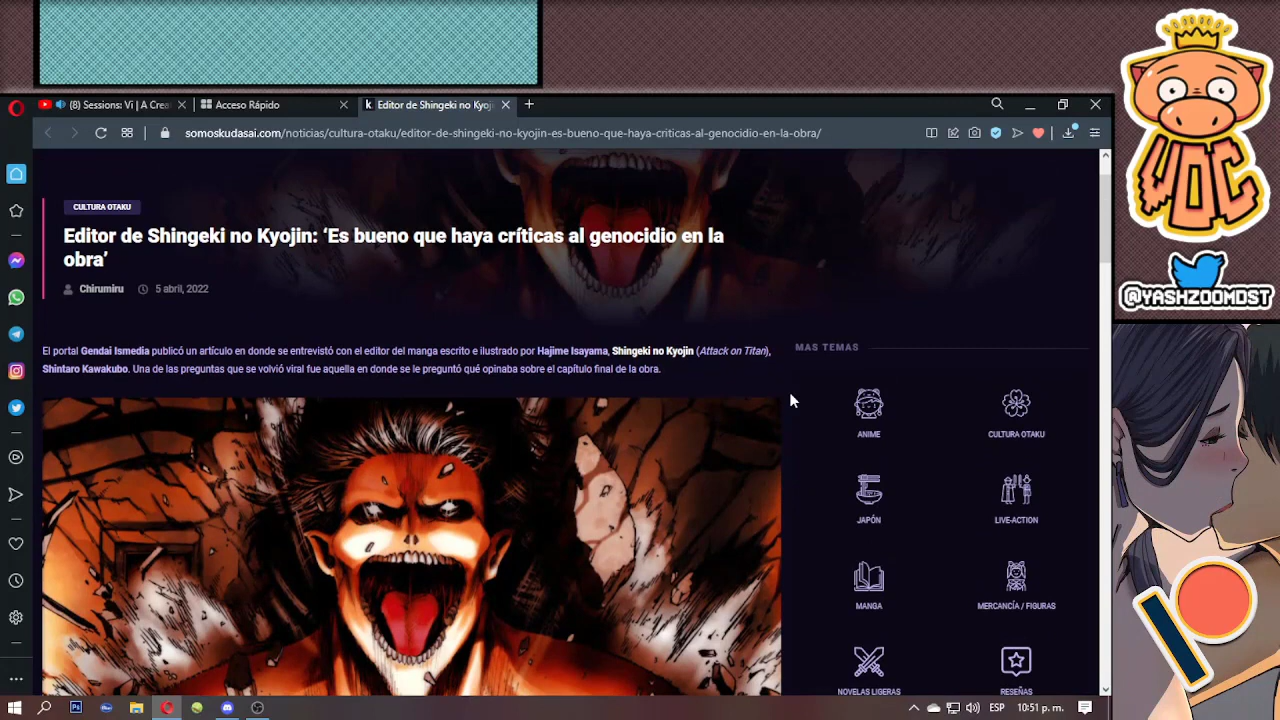 (8) Sessions: Vi | A Crea
Acceso Rápido
Editor de Shingeki no Kyoj
somoskudasai.com/noticias/cultura-otaku/editor-de-shingeki-no-kyojin-es-bueno-que-haya-criticas-al-genocidio-en-la-obra/
CULTURA OTAKU
Editor de Shingeki no Kyojin: ‘Es bueno que haya críticas al genocidio en la
obra’
Chirumiru 5 abril, 2022
El portal Gendai Ismedia publicó un artículo en donde se entrevistó con el editor del manga escrito e ilustrado por Hajime Isayama, Shingeki no Kyojin (Attack on Titan),
Shintaro Kawakubo. Una de las preguntas que se volvió viral fue aquella en donde se le preguntó qué opinaba sobre el capítulo final de la obra.
MAS TEMAS
ANIME
CULTURA OTAKU
JAPÓN
LIVE-ACTION
MANGA
MERCANCÍA / FIGURAS
NOVELAS LIGERAS
RESEÑAS
ESP
10:51 p. m.
@YASHZOOMDST